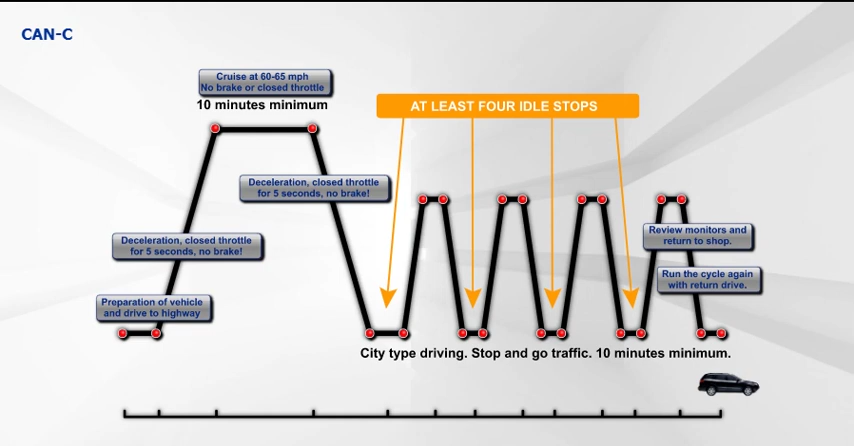 CAN-C
Cruise at 60-65 mph
No brake or closed throttle
10 minutes minimum
AT LEAST FOUR IDLE STOPS
Deceleration, closed throttle
for 5 seconds, no brake!
Deceleration, closed throttle
for 5 seconds, no brake!
Review monitors and
return to shop.
Run the cycle again
with return drive.
Preparation of vehicle
and drive to highway
City type driving. Stop and go traffic. 10 minutes minimum.